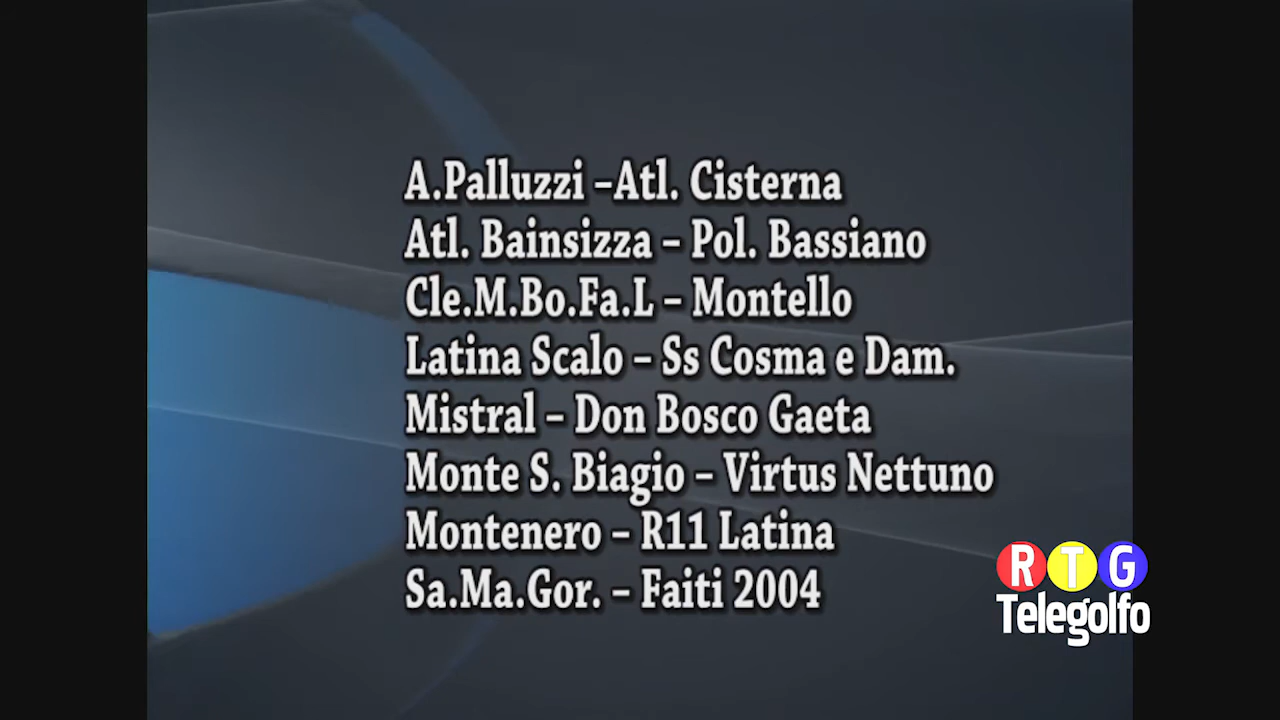 A.Palluzzi –Atl. Cisterna
Atl. Bainsizza – Pol. Bassiano
Cle.M.Bo.Fa.L – Montello
Latina Scalo – Ss Cosma e Dam.
Mistral – Don Bosco Gaeta
Monte S. Biagio – Virtus Nettuno
Montenero – R11 Latina
Sa.Ma.Gor. – Faiti 2004
RTG
Telegolfo